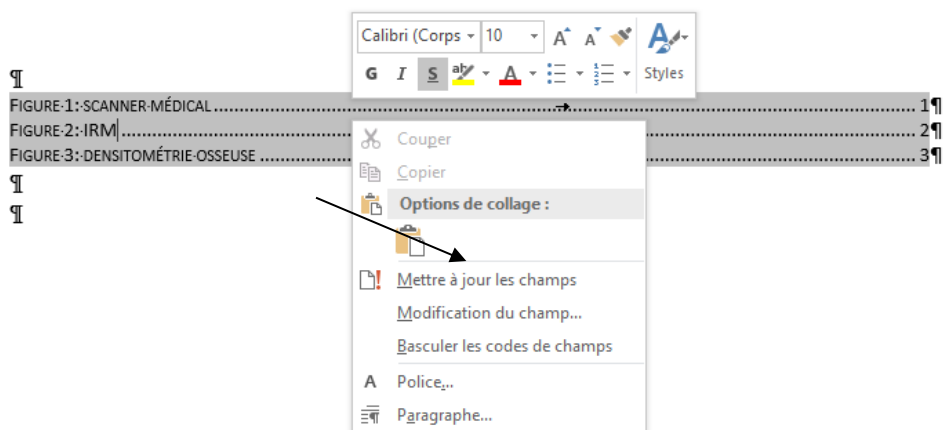 Calibri (Corps 10 A A
G I S aby A Styles
¶
FIGURE·1:·SCANNER·MÉDICAL ........ → ........ 1¶
FIGURE·2:·IRM ........ 2¶
FIGURE·3:·DENSITOMÉTRIE·OSSEUSE ........ 3¶
¶
¶
Couper
Copier
Options de collage :
Mettre à jour les champs
Modification du champ...
Basculer les codes de champs
A Police...
Paragraphe...